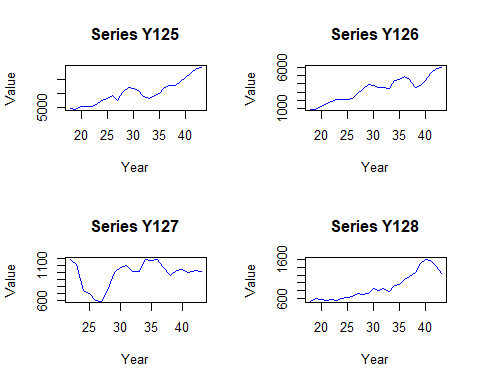 Series Y125
Value
5000
20 25 30 35 40
Year
Series Y126
Value
1000 6000
20 25 30 35 40
Year
Series Y127
Value
600 1100
25 30 35 40
Year
Series Y128
Value
600 1600
20 25 30 35 40
Year